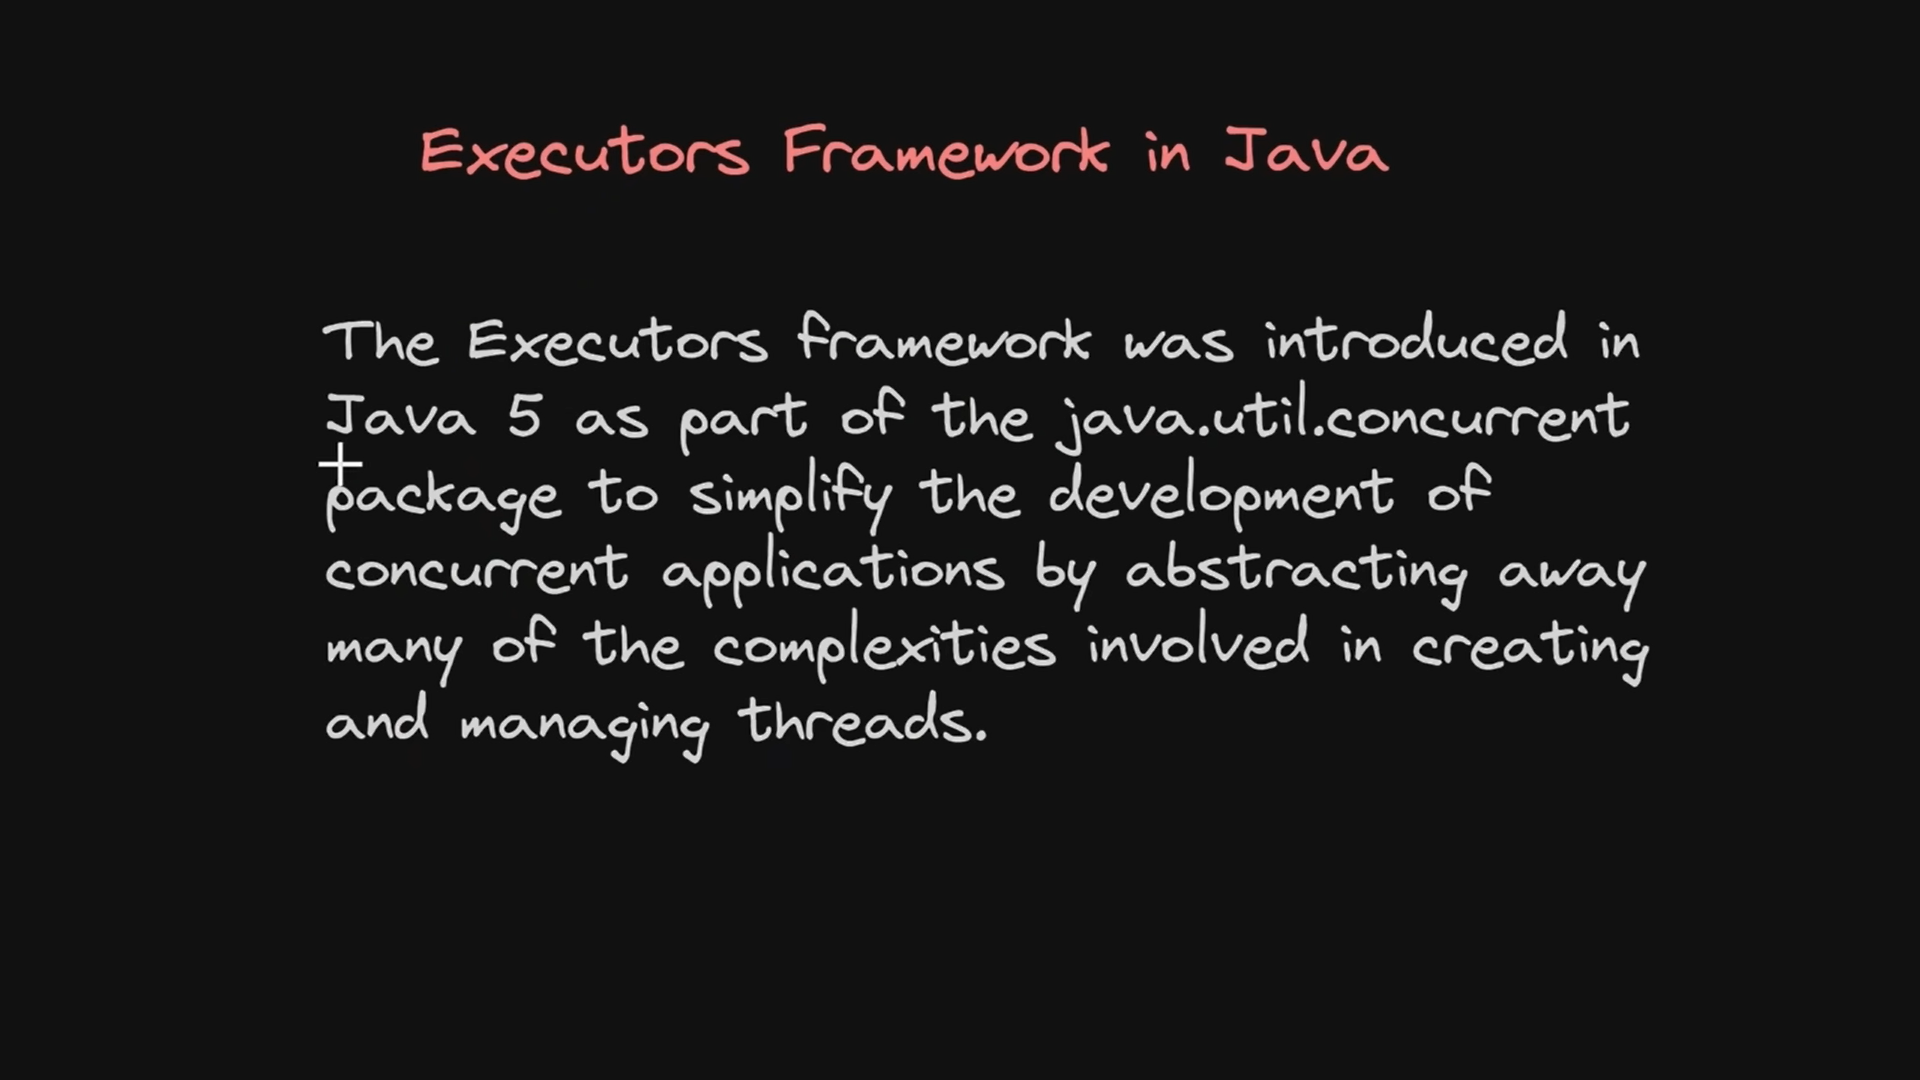 Executors Framework in Java
The Executors framework was introduced in
Java 5 as part of the java.util.concurrent
package to simplify the development of
concurrent applications by abstracting away
many of the complexities involved in creating
and managing threads.